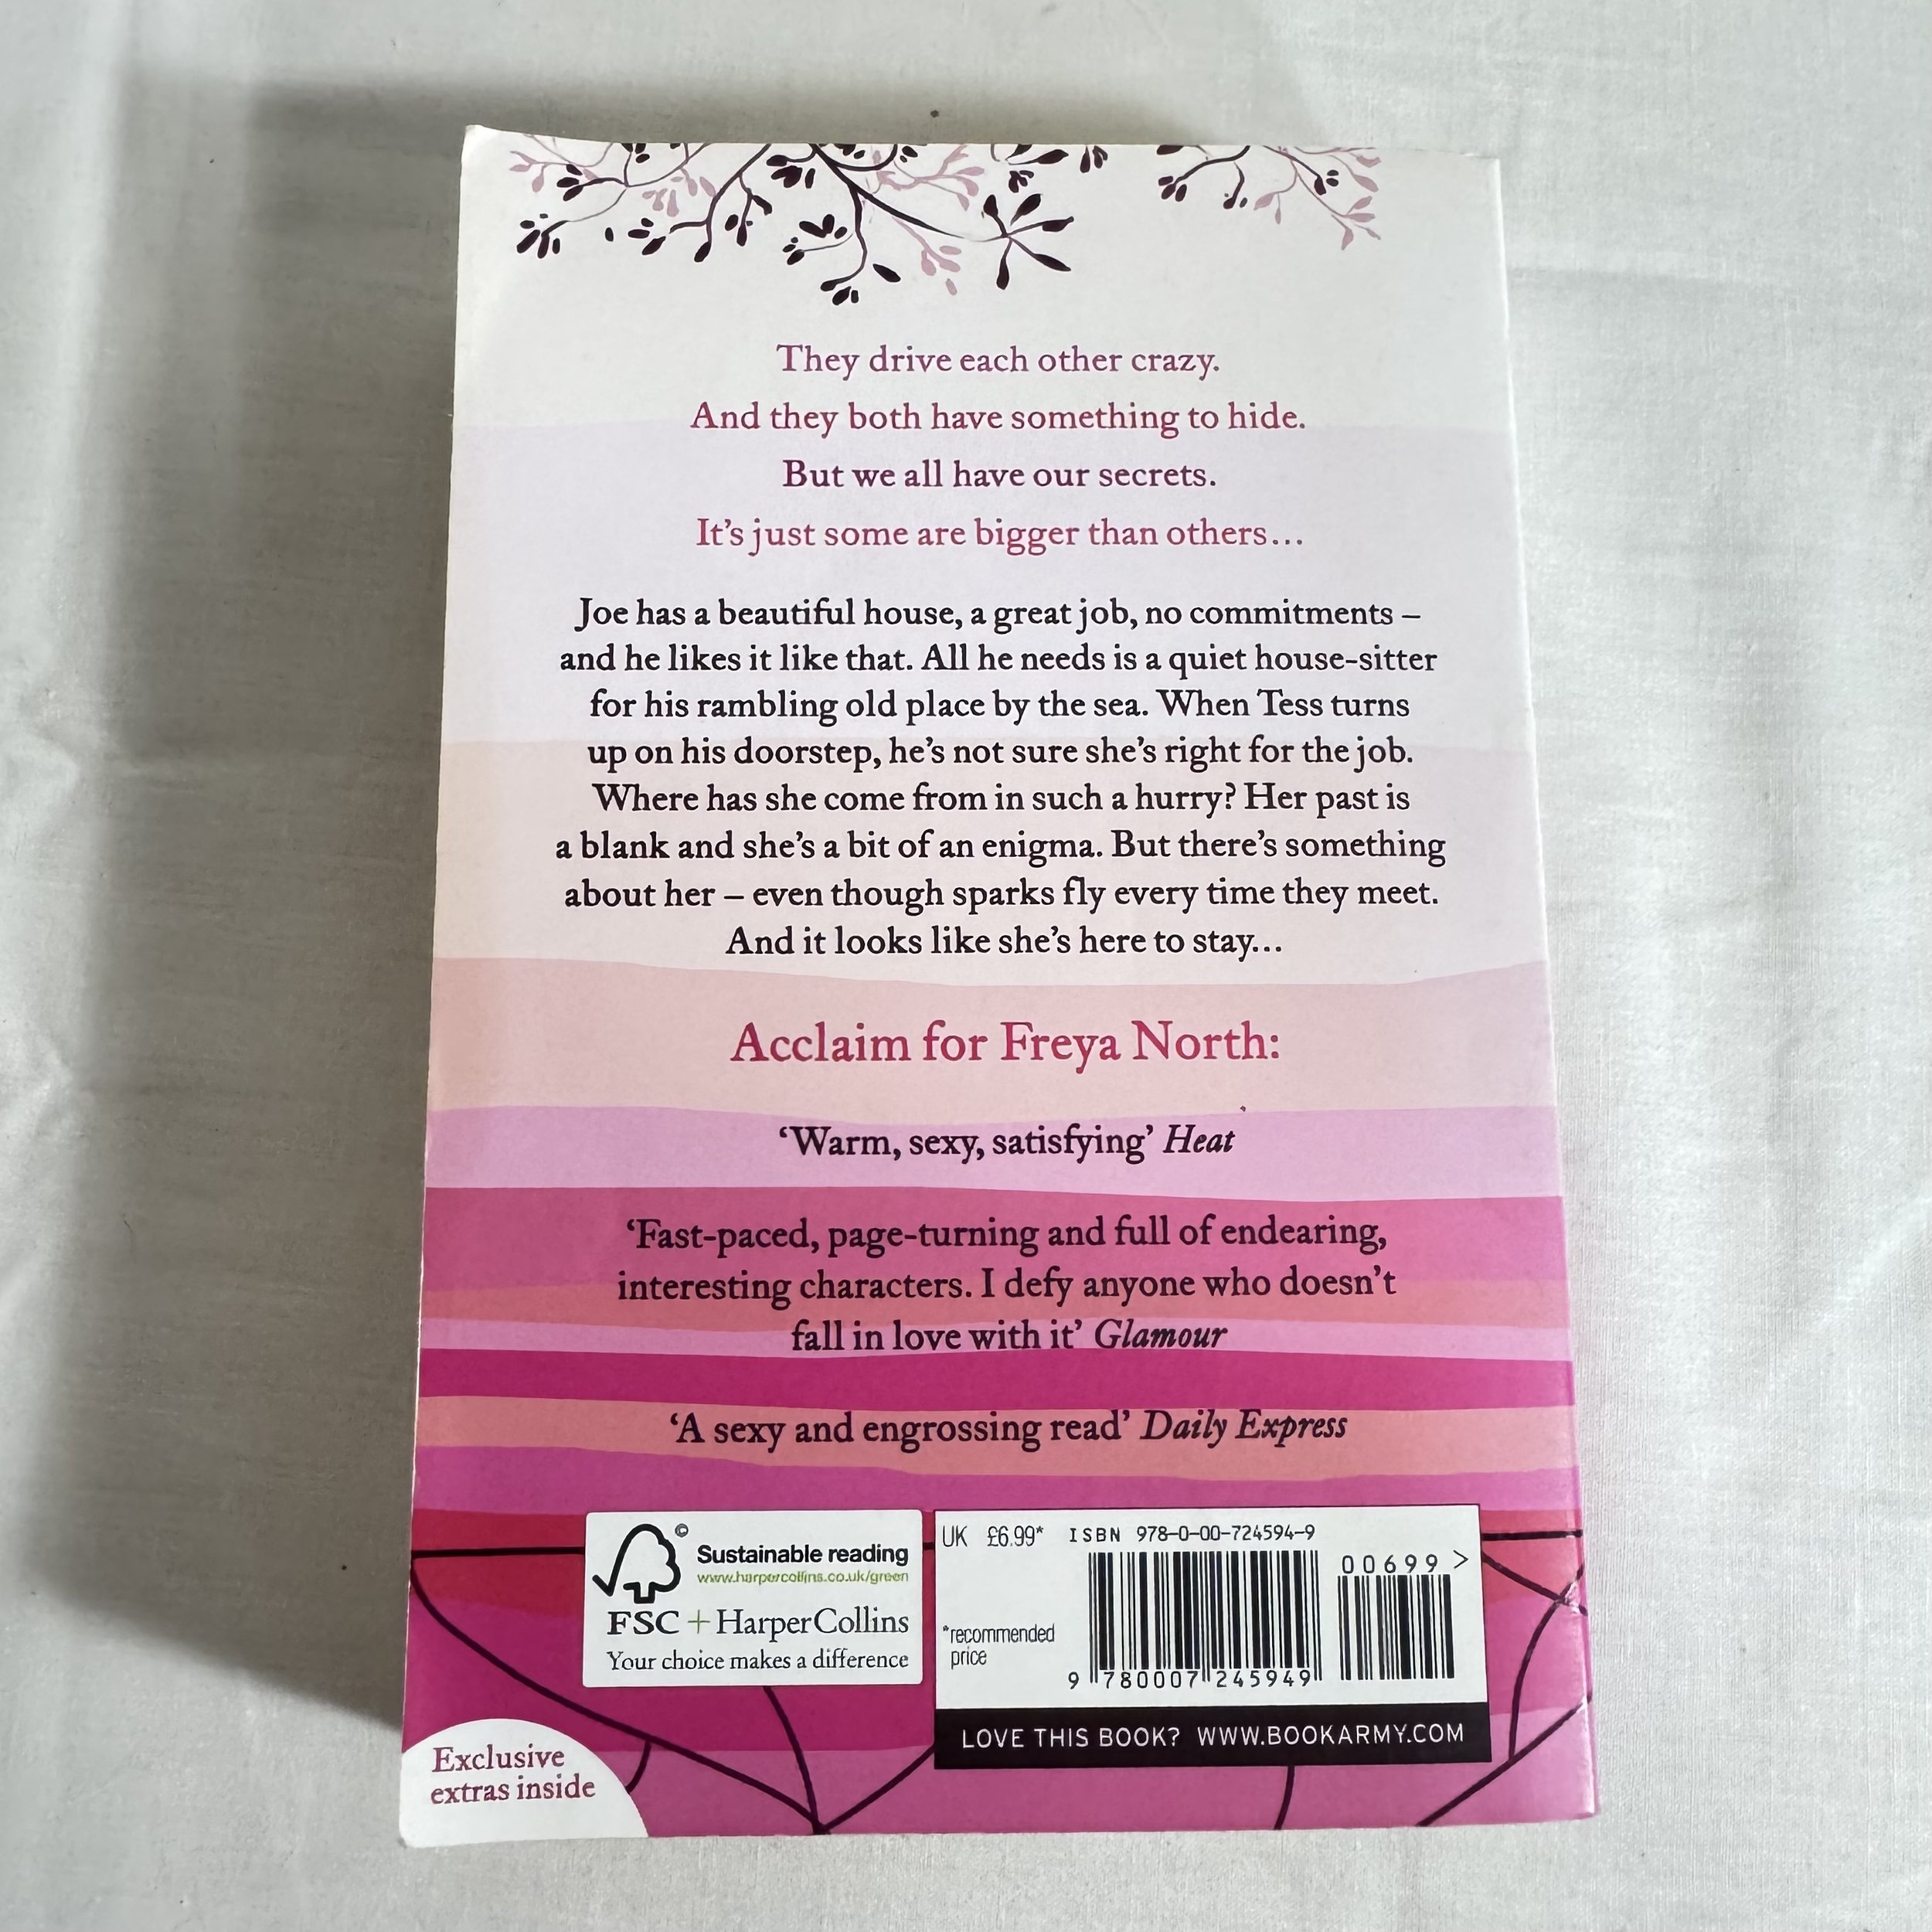 They drive each other crazy.
And they both have something to hide.
But we all have our secrets.
It’s just some are bigger than others…
Joe has a beautiful house, a great job, no commitments –
and he likes it like that. All he needs is a quiet house-sitter
for his rambling old place by the sea. When Tess turns
up on his doorstep, he’s not sure she’s right for the job.
Where has she come from in such a hurry? Her past is
a blank and she’s a bit of an enigma. But there’s something
about her – even though sparks fly every time they meet.
And it looks like she’s here to stay…
Acclaim for Freya North:
‘Warm, sexy, satisfying’ Heat
‘Fast-paced, page-turning and full of endearing,
interesting characters. I defy anyone who doesn’t
fall in love with it’ Glamour
‘A sexy and engrossing read’ Daily Express
©
Sustainable reading
www.harpercollins.co.uk/green
FSC + HarperCollins
Your choice makes a difference
UK £6.99* ISBN 978-0-00-724594-9
00699 >
*recommended
price
9 780007 245949
LOVE THIS BOOK? WWW.BOOKARMY.COM
Exclusive
extras inside